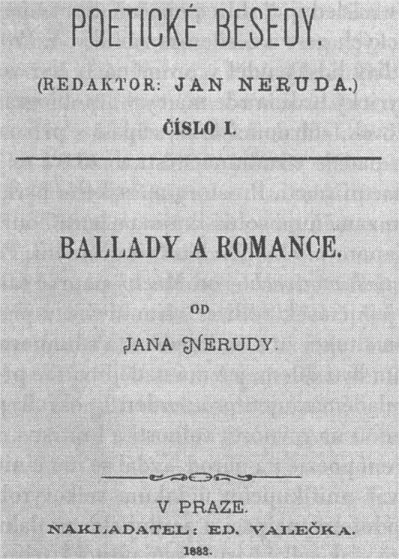 POETICKÉ BESEDY.
(REDAKTOR: JAN NERUDA.)
ČÍSLO I.
BALLADY A ROMANCE.
OD
JANA NERUDY.
V PRAZE.
NAKLADATEL: ED. VALEČKA.
1883.